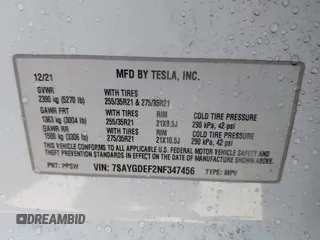 MFD BY TESLA, INC.
12/21
GVWR
2390 kg (5270 lb)
WITH TIRES
255/35R21 & 275/35R21
GAWR FRT
1363 kg (3004 lb)
WITH TIRES
255/35R21
RIM
21X9.5J
COLD TIRE PRESSURE
290 kPa, 42 psi
GAWR RR
1500 kg (3306 lb)
WITH TIRES
275/35R21
RIM
21X10.5J
COLD TIRE PRESSURE
290 kPa, 42 psi
THIS VEHICLE CONFORMS TO ALL APPLICABLE U.S. FEDERAL MOTOR VEHICLE SAFETY
AND THEFT PREVENTION STANDARDS IN EFFECT ON THE DATE OF MANUFACTURE SHOWN ABOVE.
PNT: PPSW
VIN: 7SAYGDEF2NF347456
TYPE: MPV
DREAMBID